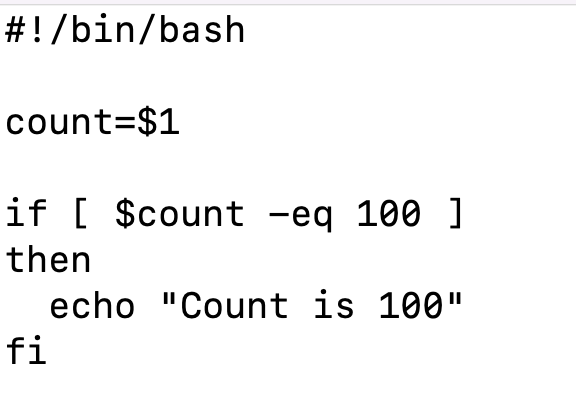 #!/bin/bash
count=$1
if [ $count -eq 100 ]
then
  echo "Count is 100"
fi